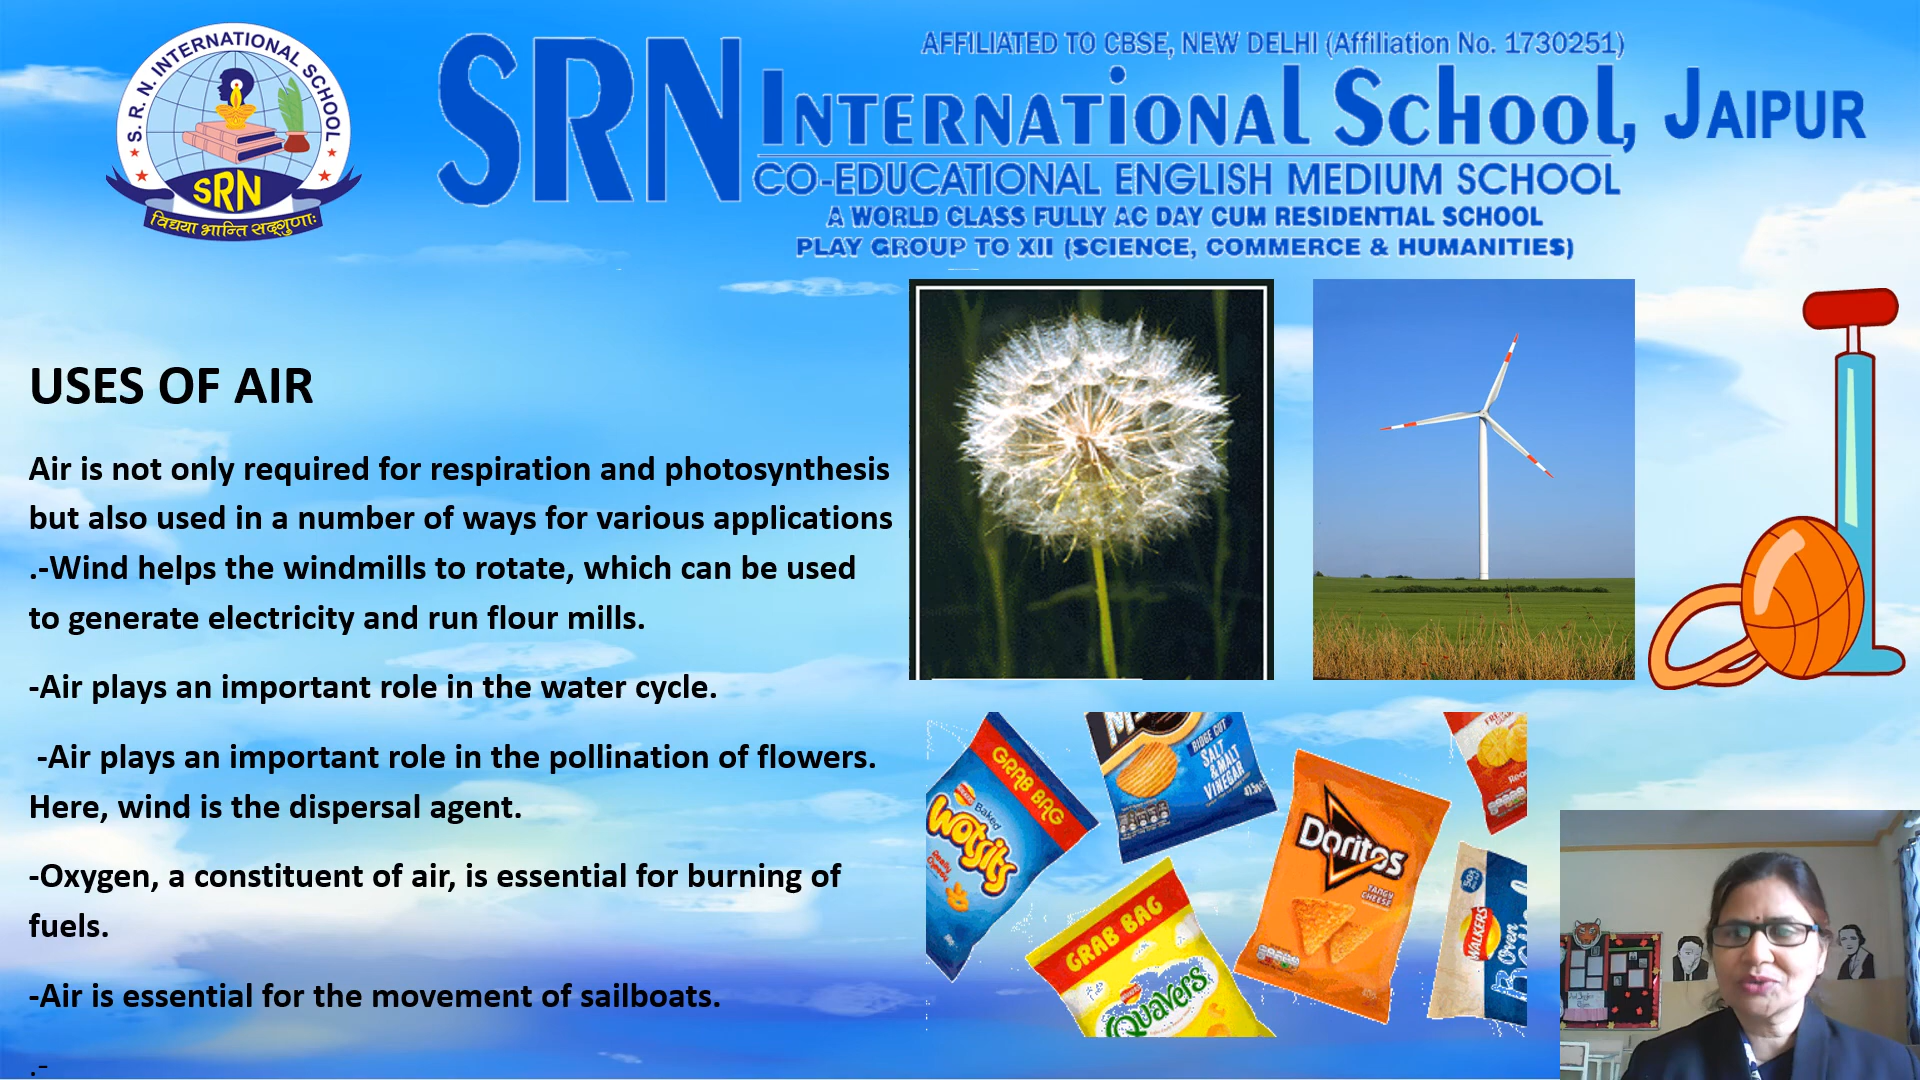 S. R. N. INTERNATIONAL SCHOOL
SRN
विद्यया भान्ति सद्गुणाः
AFFILIATED TO CBSE, NEW DELHI (Affiliation No. 1730251)
SRN INTERNATIONAL SCHOOL, JAIPUR
CO-EDUCATIONAL ENGLISH MEDIUM SCHOOL
A WORLD CLASS FULLY AC DAY CUM RESIDENTIAL SCHOOL
PLAY GROUP TO XII (SCIENCE, COMMERCE & HUMANITIES)
USES OF AIR
Air is not only required for respiration and photosynthesis
but also used in a number of ways for various applications
.-Wind helps the windmills to rotate, which can be used
to generate electricity and run flour mills.
-Air plays an important role in the water cycle.
-Air plays an important role in the pollination of flowers.
Here, wind is the dispersal agent.
-Oxygen, a constituent of air, is essential for burning of
fuels.
-Air is essential for the movement of sailboats.
.-
GRAB BAG
Baked
Wotsits
Really
Cheesy
RIDGE CUT
SALT
& MALT
VINEGAR
GRAB BAG
Quavers
Doritos
TANGY
CHEESE
WALKERS
Oven